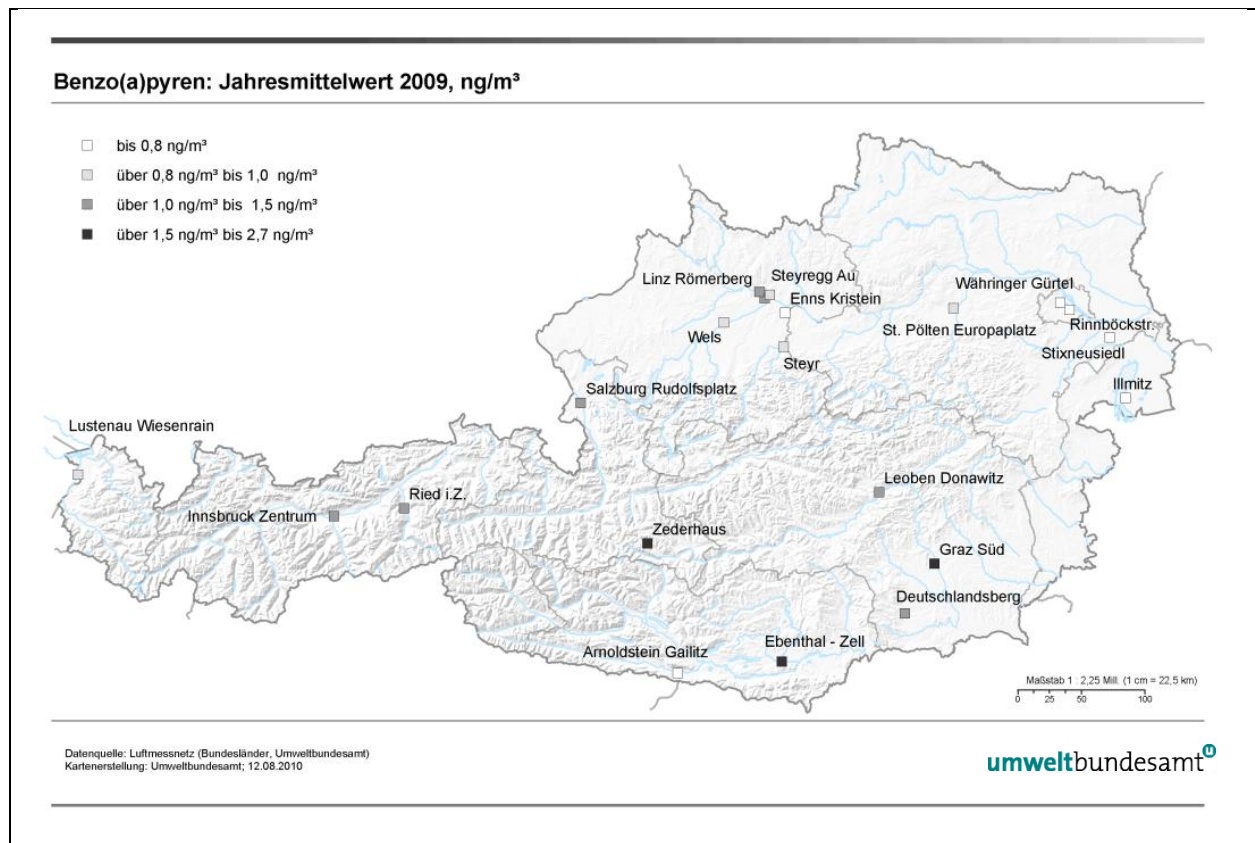 Benzo(a)pyren: Jahresmittelwert 2009, ng/m³
bis 0,8 ng/m³
über 0,8 ng/m³ bis 1,0 ng/m³
über 1,0 ng/m³ bis 1,5 ng/m³
über 1,5 ng/m³ bis 2,7 ng/m³
Linz Römerberg
Steyregg Au
Enns Kristein
Währinger Gürtel
Wels
St. Pölten Europaplatz
Rinnböckstr.
Steyr
Stixneusiedl
Salzburg Rudolfsplatz
Illmitz
Lustenau Wiesenrain
Leoben Donawitz
Ried i.Z.
Innsbruck Zentrum
Zederhaus
Graz Süd
Deutschlandsberg
Ebenthal - Zell
Arnoldstein Gailitz
Maßstab 1 : 2,25 Mill. (1 cm = 22,5 km)
0 25 50 100
Datenquelle: Luftmessnetz (Bundesländer, Umweltbundesamt)
Kartenerstellung: Umweltbundesamt; 12.08.2010
umweltbundesamt u